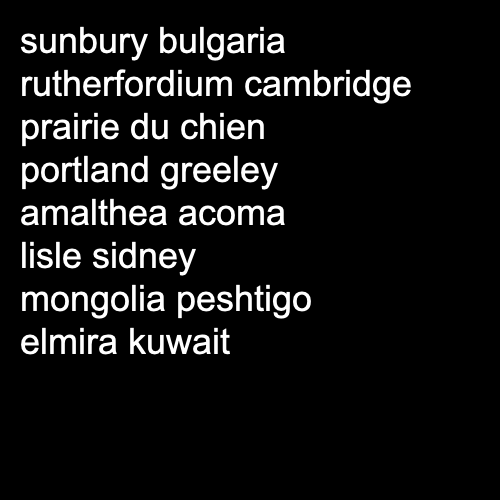 sunbury bulgaria
rutherfordium cambridge
prairie du chien
portland greeley
amalthea acoma
lisle sidney
mongolia peshtigo
elmira kuwait